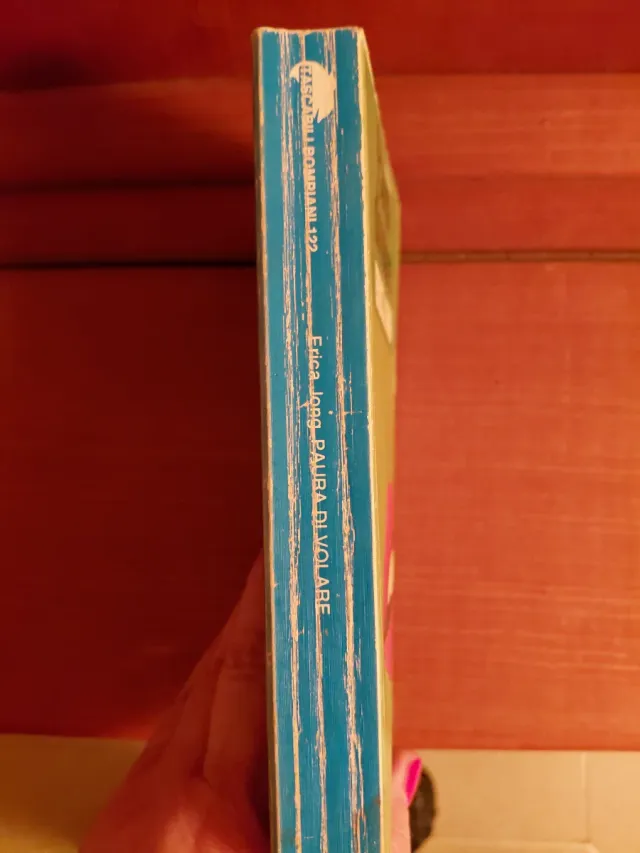 TASCABILI BOMPIANI 122
Erica Jong PAURA DI VOLARE